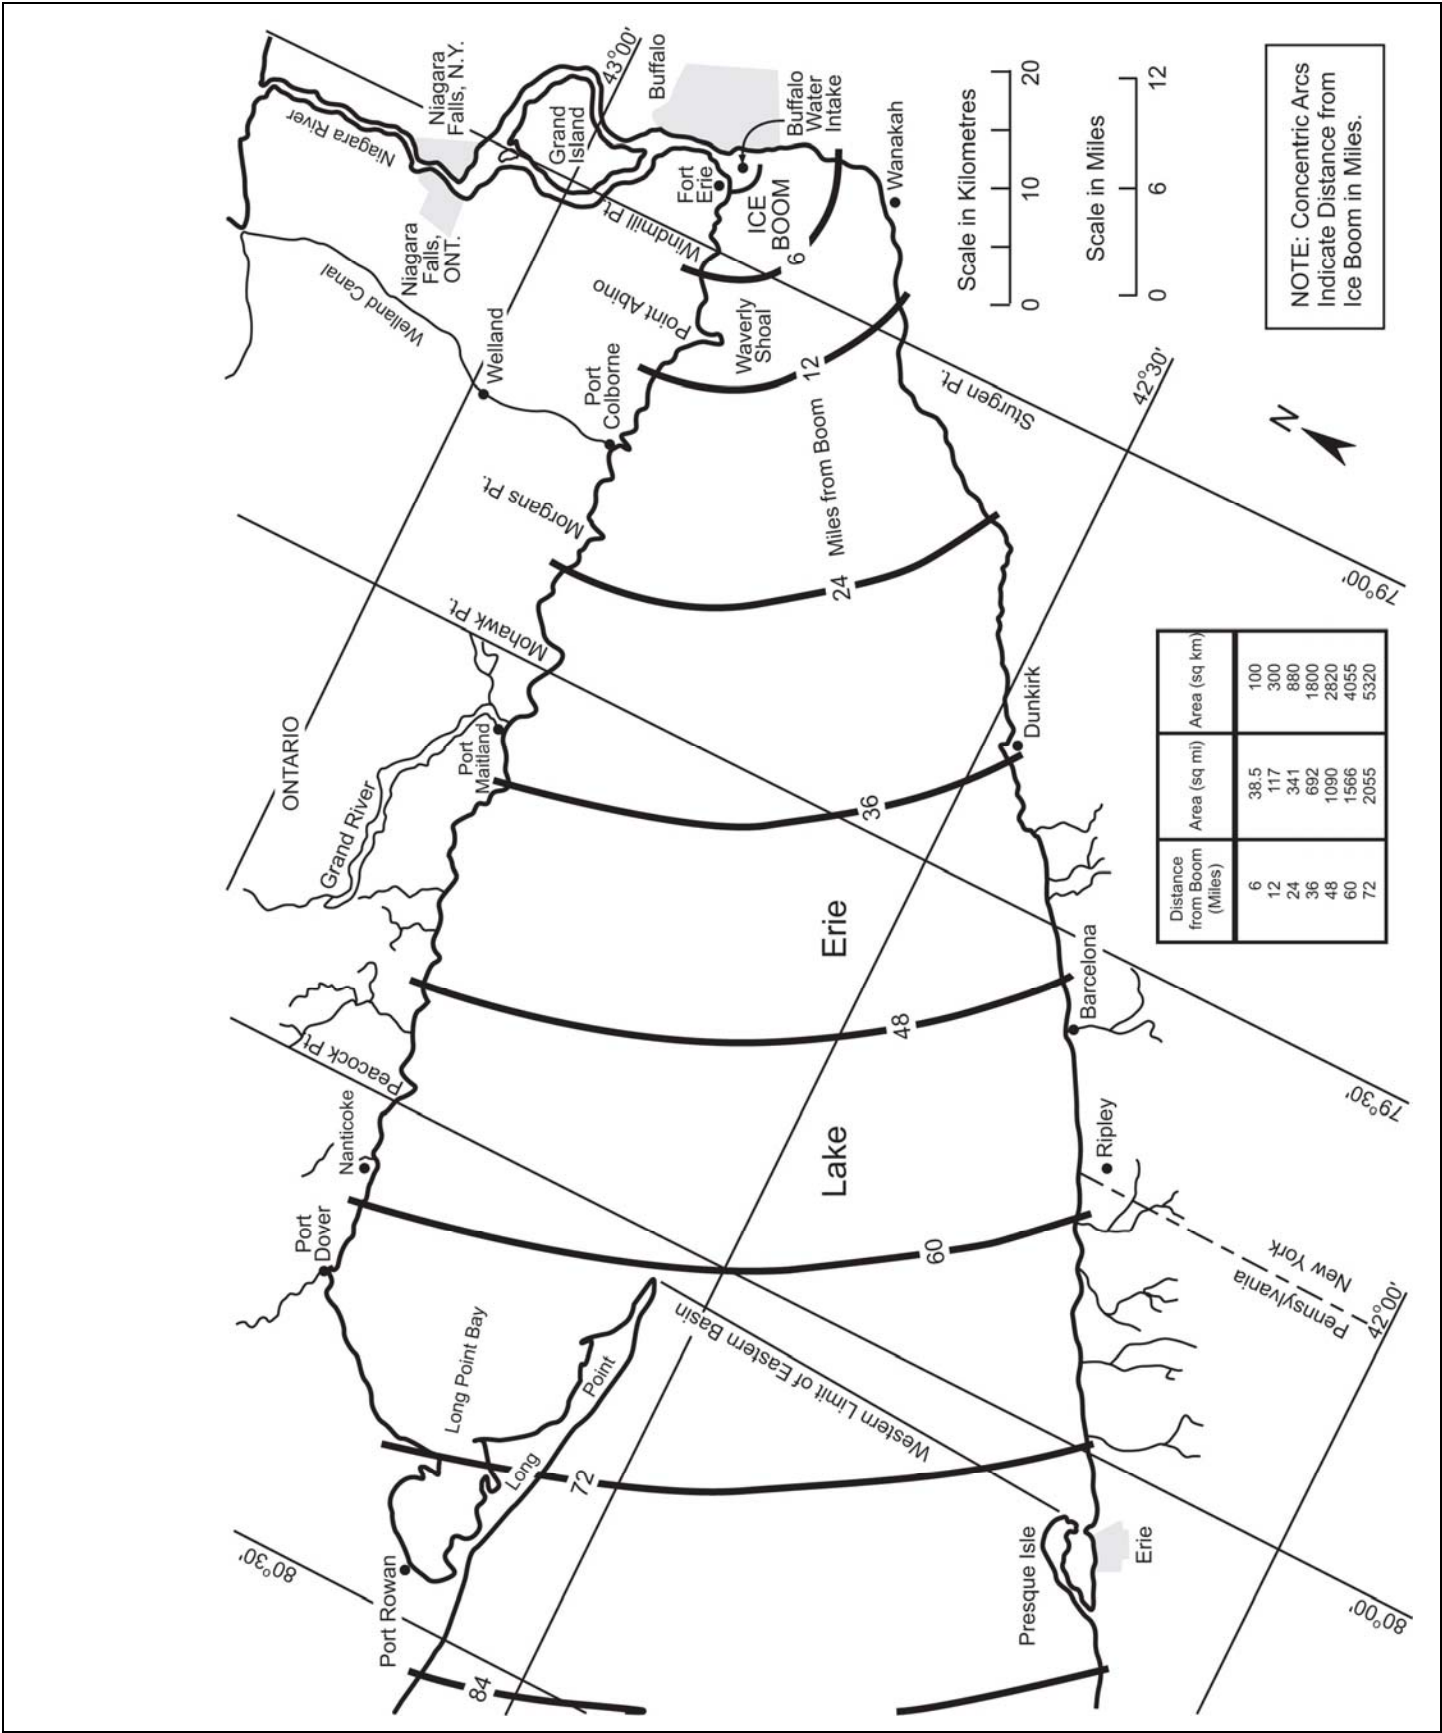 Niagara River
Niagara
Falls, N.Y.
Niagara
Falls,
ONT.
Grand
Island
43°00'
Buffalo
Buffalo
Water
Intake
Fort
Erie
ICE
BOOM
Wanakah
Windmill Pt.
Welland Canal
Welland
Point Abino
Waverly
Shoal
Port
Colborne
6
12
Miles from Boom
24
36
48
60
72
84
Sturgen Pt.
42°30'
79°00'
Morgans Pt.
Mohawk Pt.
ONTARIO
Port
Maitland
Grand River
Dunkirk
Lake Erie
Barcelona
79°30'
Peacock Pt.
Nanticoke
Port
Dover
Ripley
New York
Pennsylvania
42°00'
Long Point Bay
Long Point
Western Limit of Eastern Basin
Port Rowan
80°30'
Presque Isle
Erie
80°00'
N
Scale in Kilometres
0 10 20
Scale in Miles
0 6 12
NOTE: Concentric Arcs
Indicate Distance from
Ice Boom in Miles.
Distance
from Boom
(Miles) Area (sq mi) Area (sq km)
6 38.5 100
12 117 300
24 341 880
36 692 1800
48 1090 2820
60 1566 4055
72 2055 5320